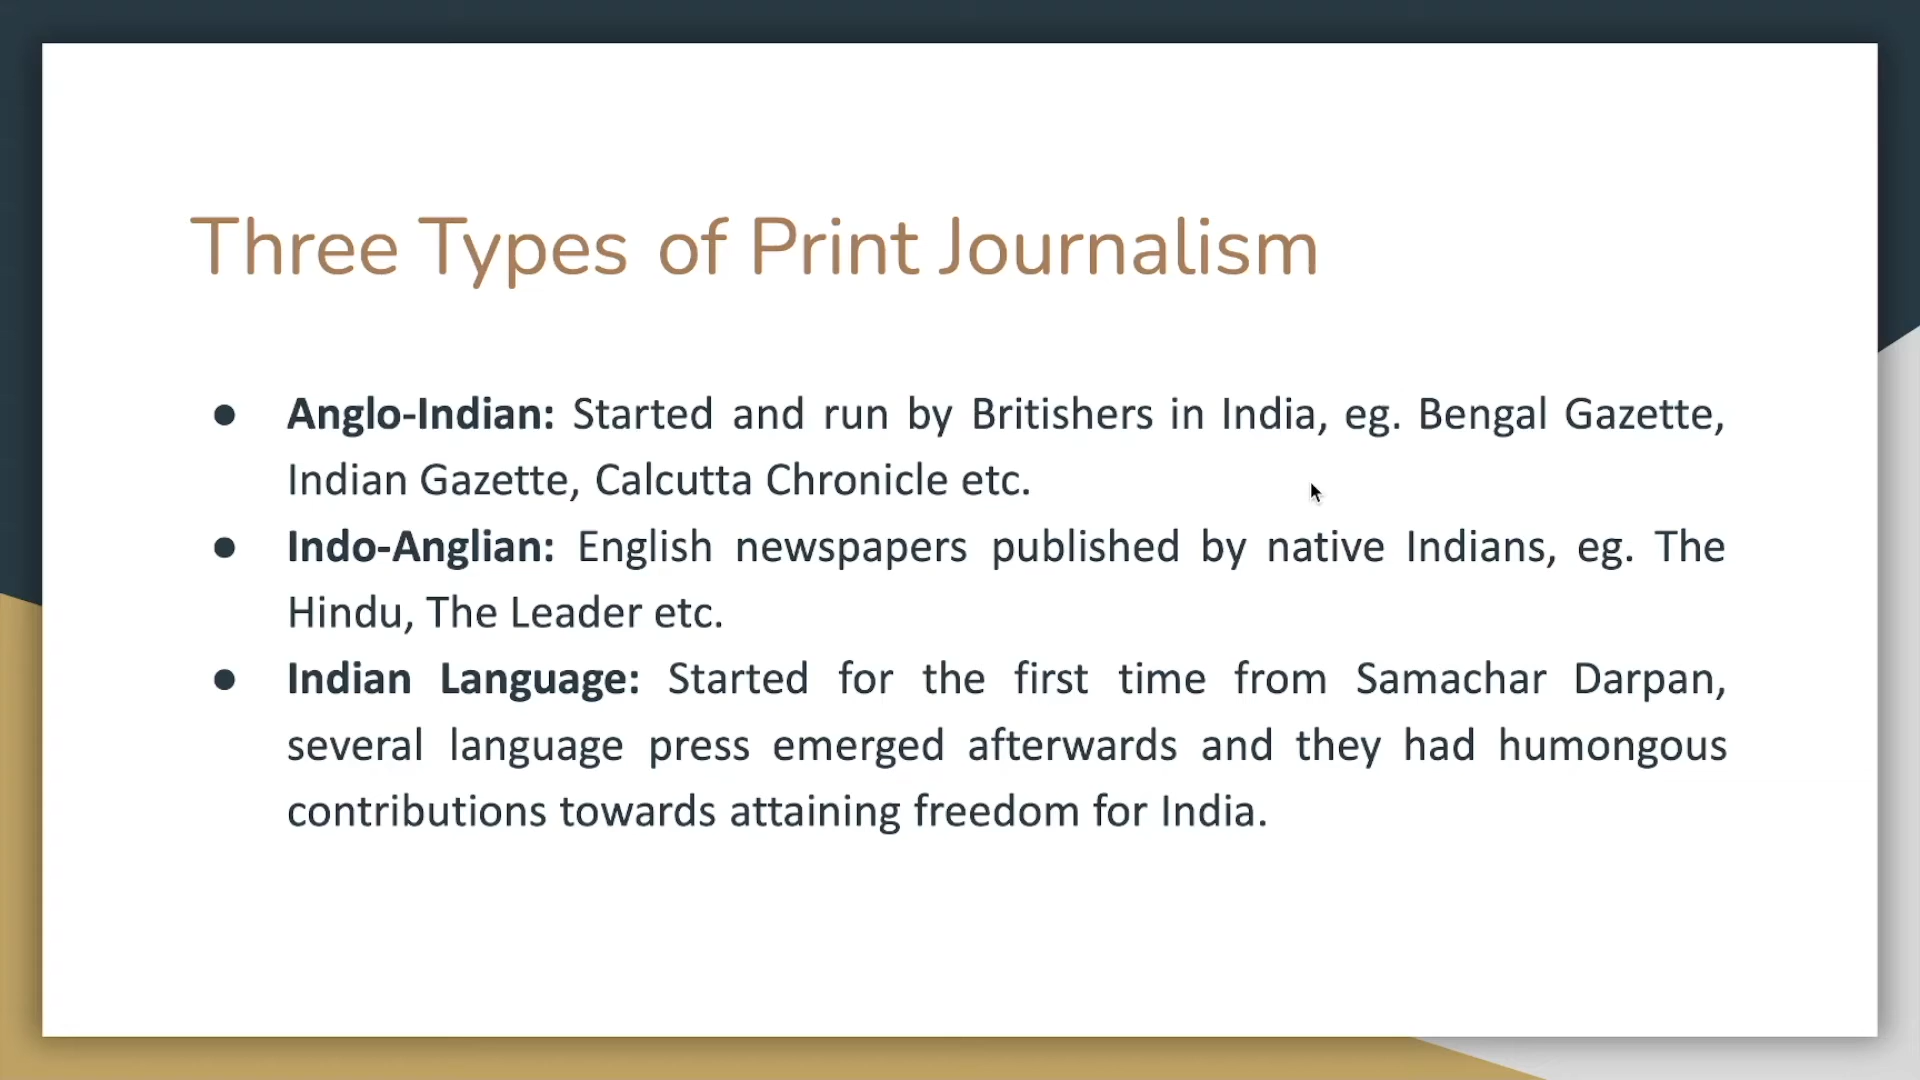 Three Types of Print Journalism
● Anglo-Indian: Started and run by Britishers in India, eg. Bengal Gazette,
Indian Gazette, Calcutta Chronicle etc.
● Indo-Anglian: English newspapers published by native Indians, eg. The
Hindu, The Leader etc.
● Indian Language: Started for the first time from Samachar Darpan,
several language press emerged afterwards and they had humongous
contributions towards attaining freedom for India.